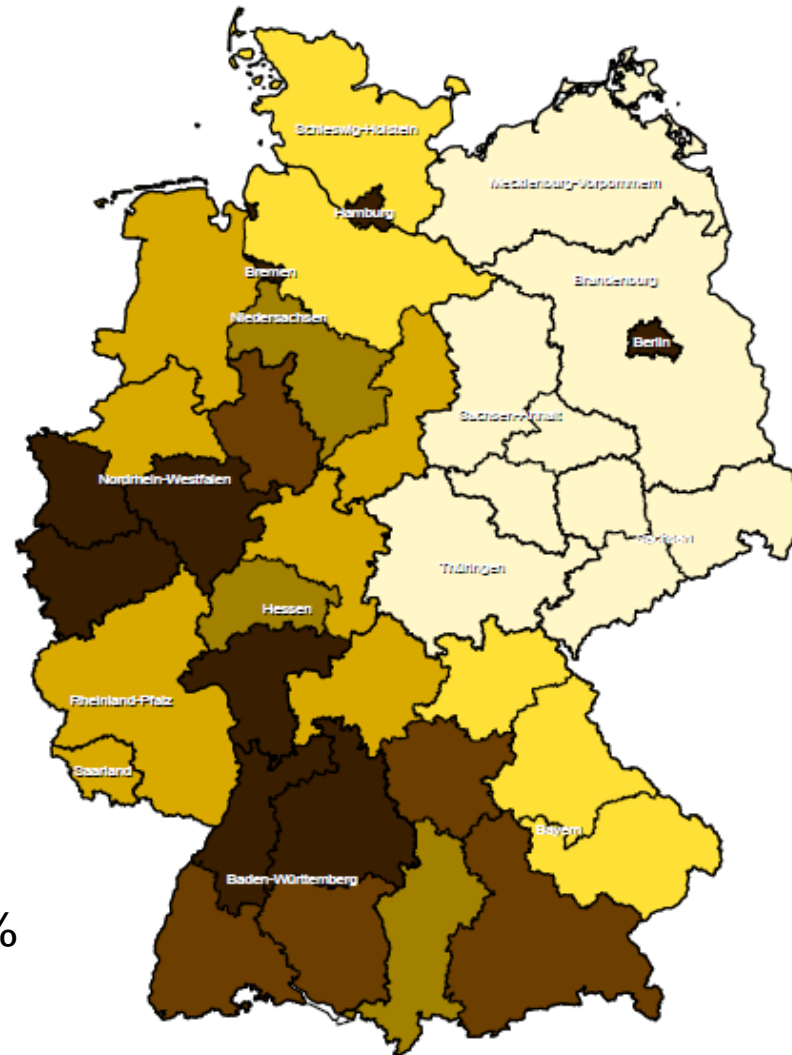 Schleswig-Holstein
Mecklenburg-Vorpommern
Hamburg
Bremen
Brandenburg
Niedersachsen
Berlin
Sachsen-Anhalt
Nordrhein-Westfalen
Sachsen
Thüringen
Hessen
Rheinland-Pfalz
Saarland
Bayern
Baden-Württemberg
%